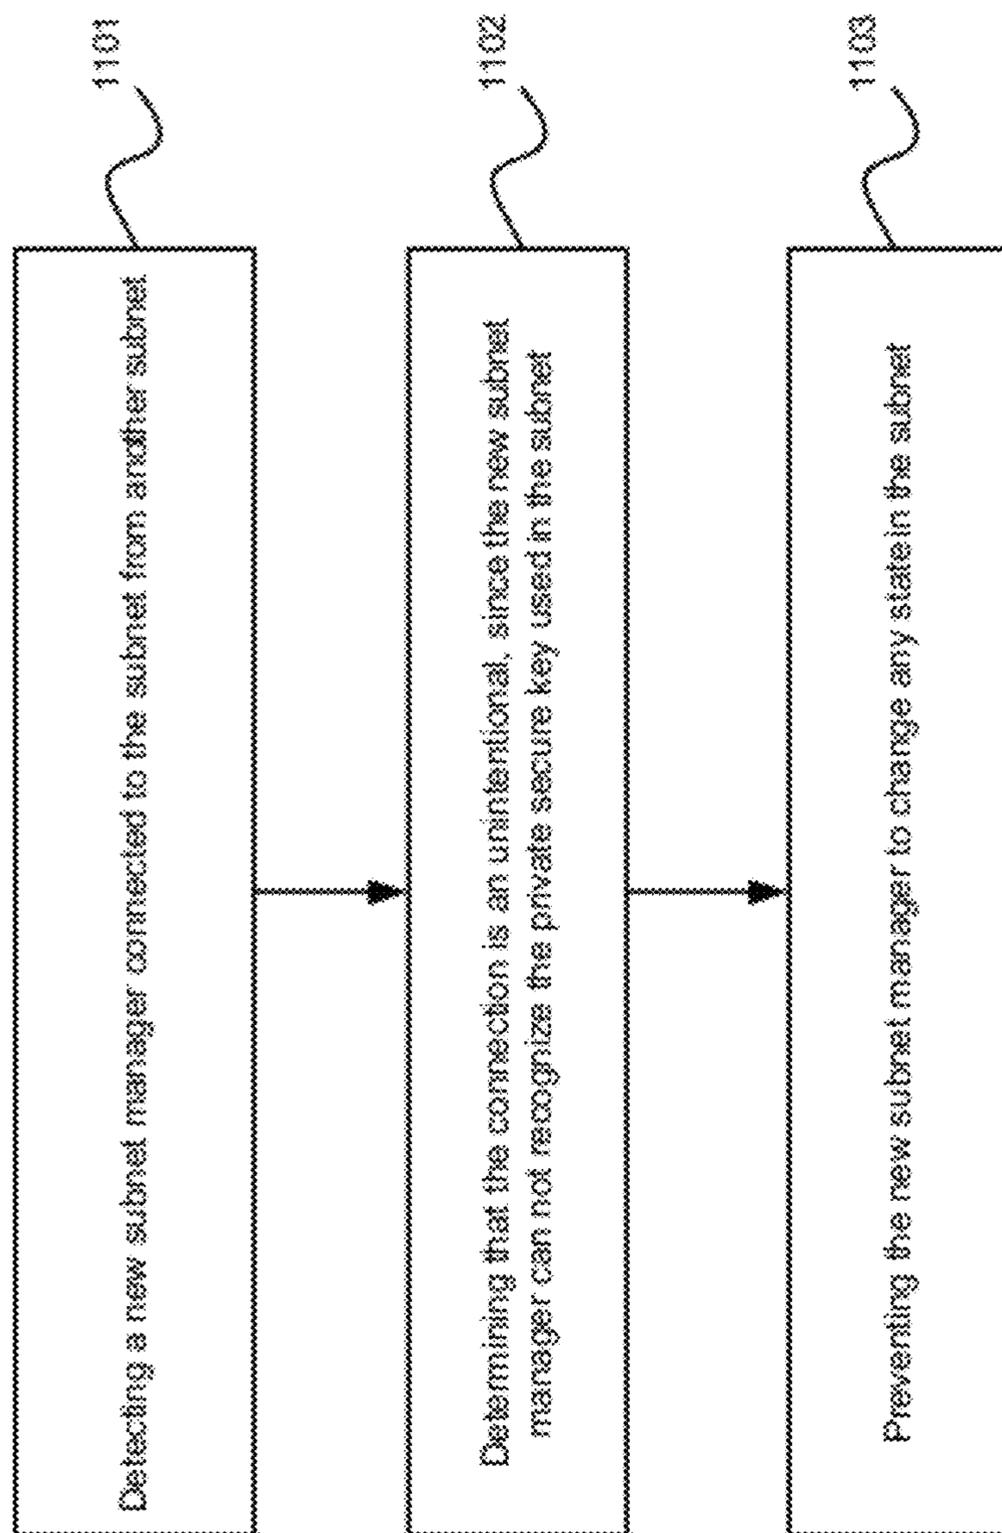 Detecting a new subnet manager connected to the subnet from another subnet
1101
Determining that the connection is an unintentional, since the new subnet
manager can not recognize the private secure key used in the subnet
1102
Preventing the new subnet manager to change any state in the subnet
1103